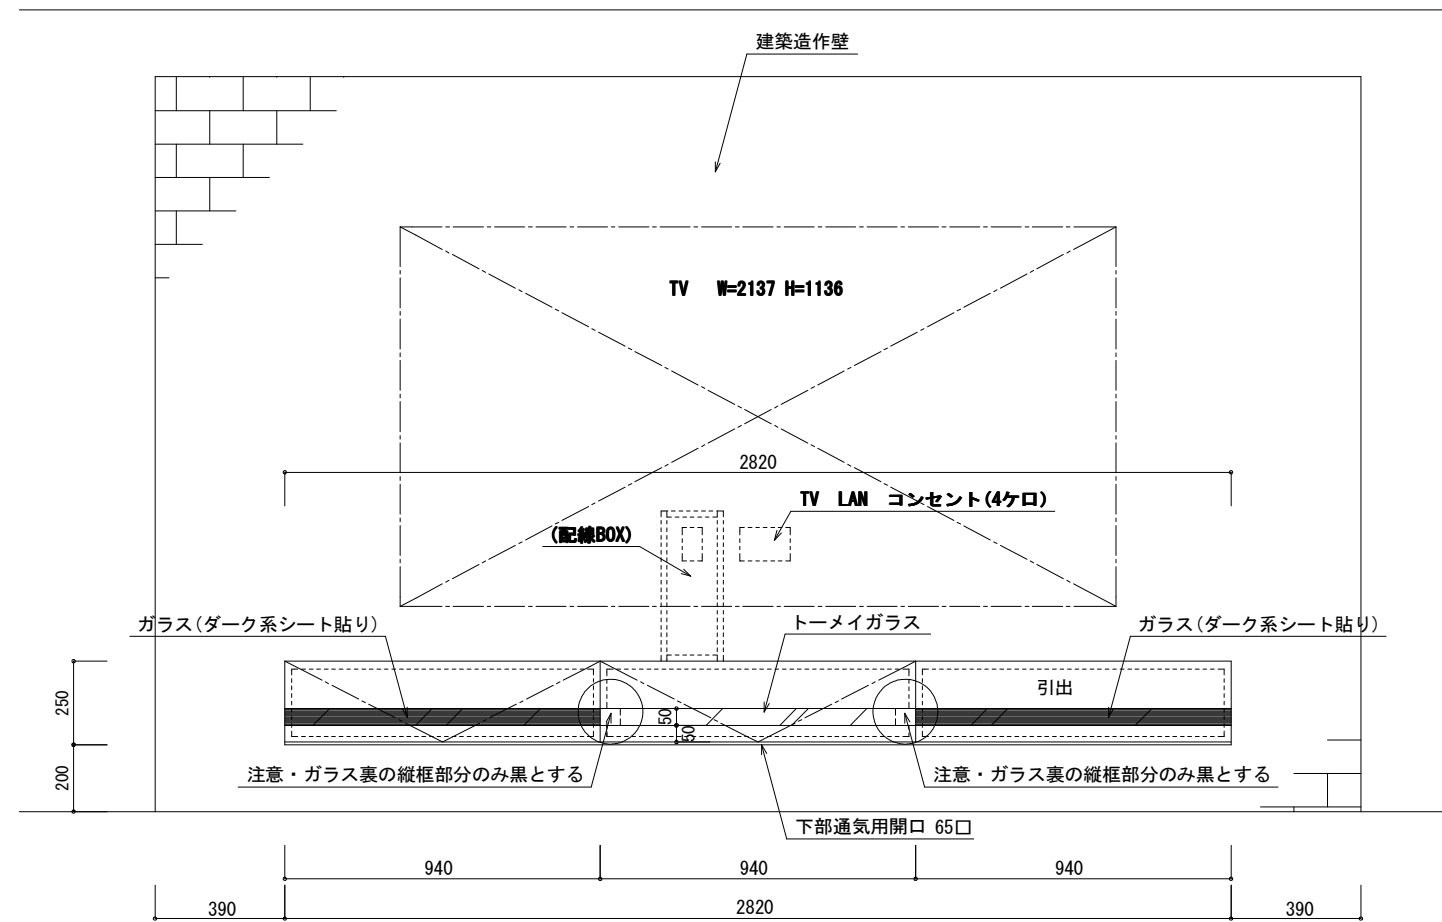 建築造作壁
TV W=2137 H=1136
2820
TV LAN コンセント(4ケ口)
(配線BOX)
ガラス(ダーク系シート貼り)
トーメイガラス
ガラス(ダーク系シート貼り)
引出
250
50
50
200
注意・ガラス裏の縦框部分のみ黒とする
注意・ガラス裏の縦框部分のみ黒とする
下部通気用開口 65□
940
940
940
390
2820
390